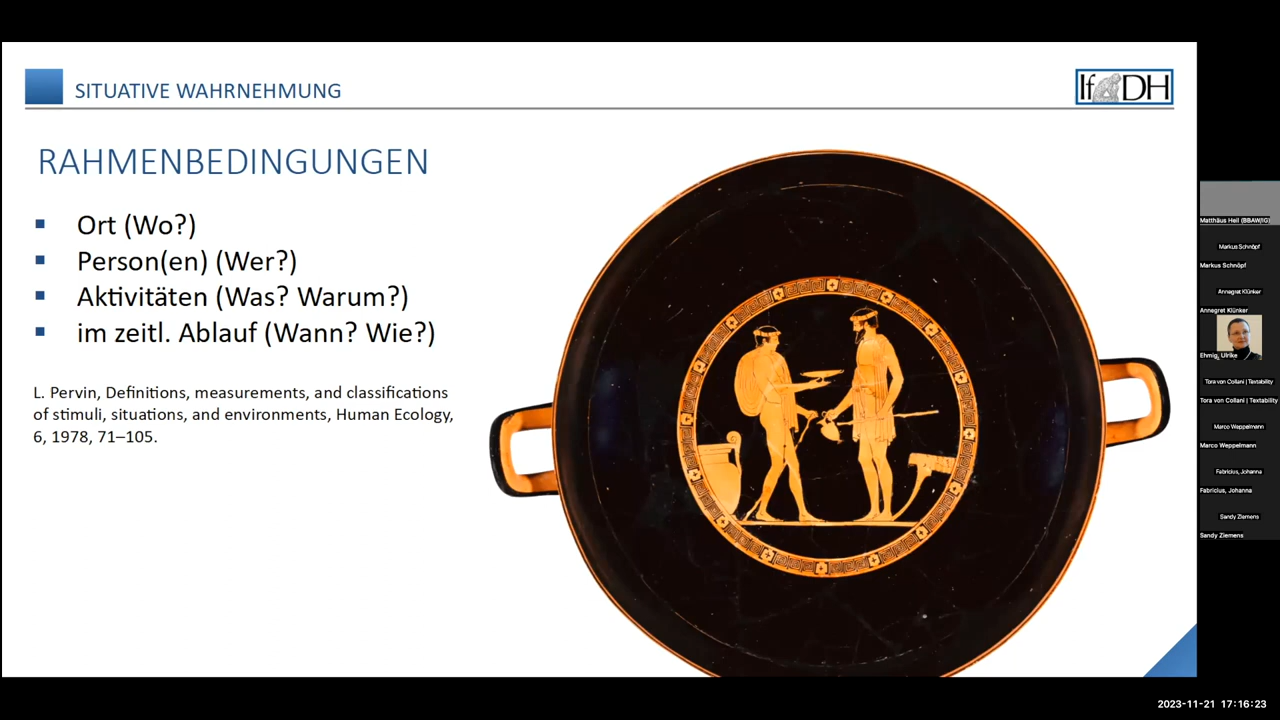 SITUATIVE WAHRNEHMUNG
IfDH
RAHMENBEDINGUNGEN
Ort (Wo?)
Person(en) (Wer?)
Aktivitäten (Was? Warum?)
im zeitl. Ablauf (Wann? Wie?)
L. Pervin, Definitions, measurements, and classifications
of stimuli, situations, and environments, Human Ecology,
6, 1978, 71–105.
Matthäus Heil (BBAW/IG)
Markus Schnöpf
Markus Schnöpf
Annegret Klünker
Annegret Klünker
Ehmig, Ulrike
Tora von Collani | Textability
Tora von Collani | Textability
Marco Weppelmann
Marco Weppelmann
Fabricius, Johanna
Fabricius, Johanna
Sandy Ziemens
Sandy Ziemens
2023-11-21 17:16:23